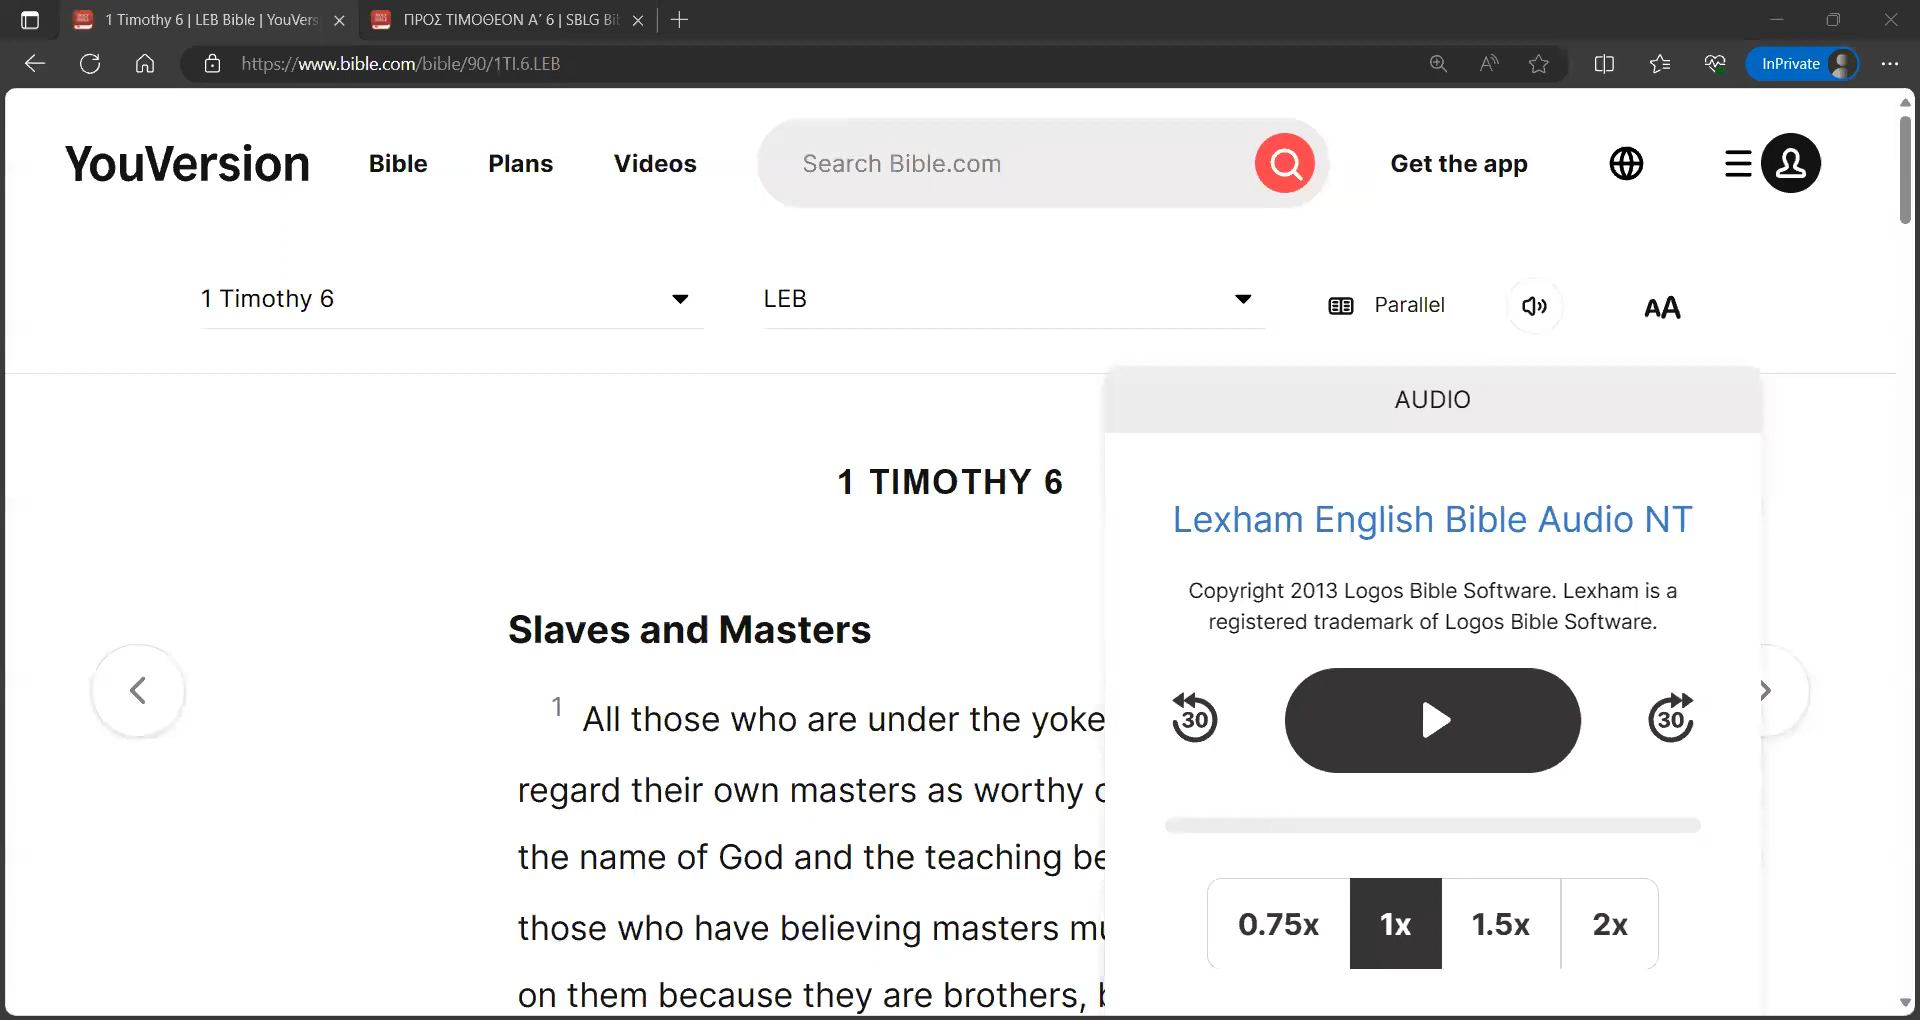 1 Timothy 6 | LEB Bible | YouVers
ΠΡΟΣ ΤΙΜΟΘΕΟΝ Αʹ 6 | SBLG Bi
https://www.bible.com/bible/90/1TI.6.LEB
InPrivate
YouVersion
Bible
Plans
Videos
Search Bible.com
Get the app
1 Timothy 6
LEB
Parallel
AA
AUDIO
1 TIMOTHY 6
Lexham English Bible Audio NT
Copyright 2013 Logos Bible Software. Lexham is a
registered trademark of Logos Bible Software.
Slaves and Masters
30
30
1 All those who are under the yoke
regard their own masters as worthy
the name of God and the teaching be
those who have believing masters mu
on them because they are brothers,
0.75x
1x
1.5x
2x